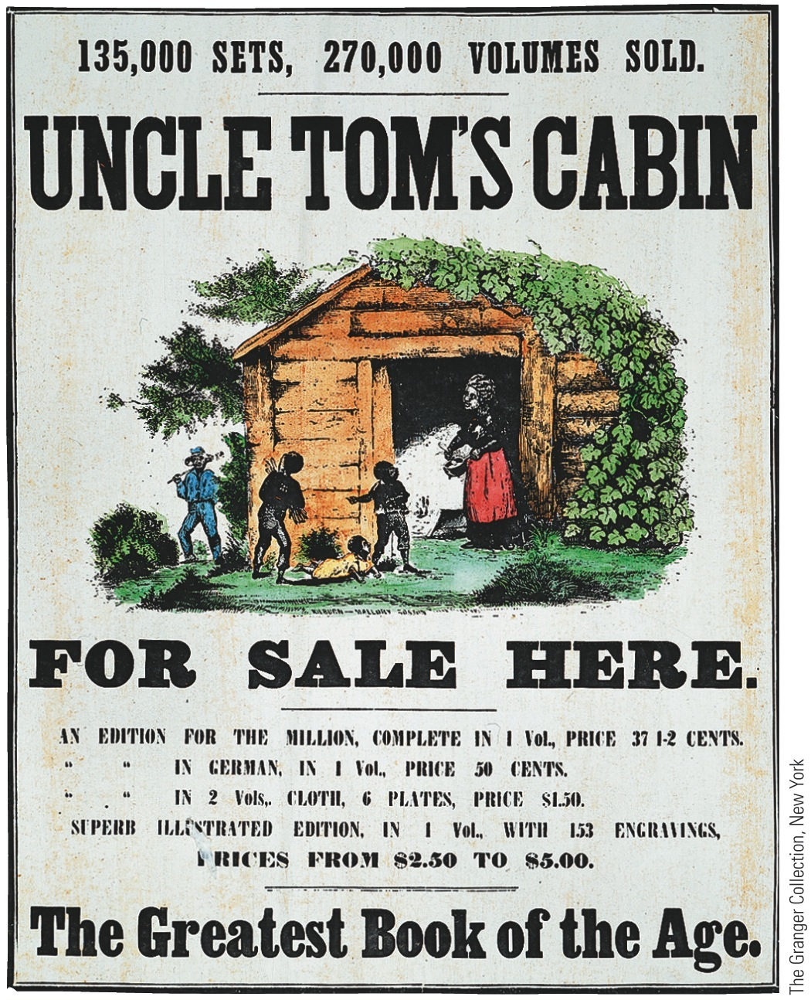 135,000 SETS, 270,000 VOLUMES SOLD.
UNCLE TOM'S CABIN
FOR SALE HERE.
AN EDITION FOR THE MILLION, COMPLETE IN 1 Vol., PRICE 37 1-2 CENTS.
" " IN GERMAN, IN 1 Vol., PRICE 50 CENTS.
" " IN 2 Vols,. CLOTH, 6 PLATES, PRICE $1.50.
SUPERB ILLUSTRATED EDITION, IN 1 Vol., WITH 153 ENGRAVINGS,
PRICES FROM $2.50 TO $5.00.
The Greatest Book of the Age.
The Granger Collection, New York